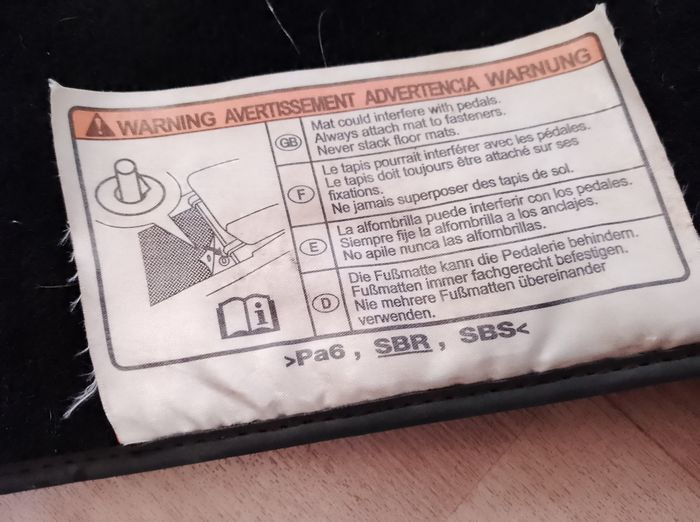 WARNING AVERTISSEMENT ADVERTENCIA WARNUNG
GB
Mat could interfere with pedals.
Always attach mat to fasteners.
Never stack floor mats.
F
Le tapis pourrait interférer avec les pédales.
Le tapis doit toujours être attaché sur ses
fixations.
Ne jamais superposer des tapis de sol.
E
La alfombrilla puede interferir con los pedales.
Siempre fije la alfombrilla a los anclajes.
No apile nunca las alfombrillas.
D
Die Fußmatte kann die Pedalerie behindern.
Fußmatten immer fachgerecht befestigen.
Nie mehrere Fußmatten übereinander
verwenden.
>Pa6 , SBR , SBS<